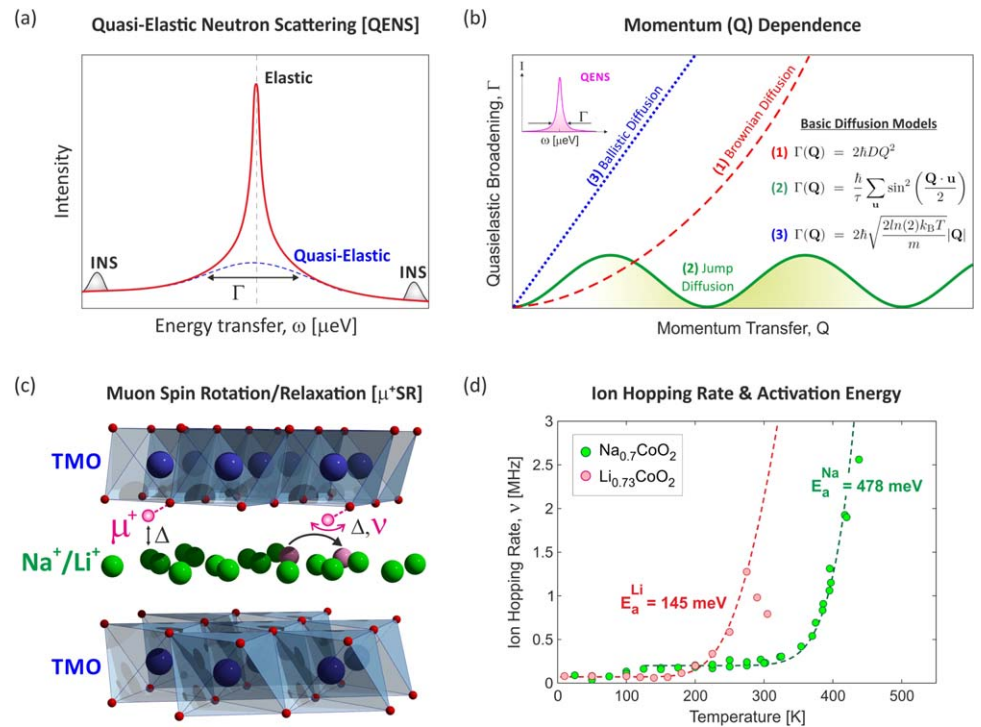 (a)
Quasi-Elastic Neutron Scattering [QENS]
Elastic
Quasi-Elastic
INS
INS
Γ
Intensity
Energy transfer, ω [μeV]
(b)
Momentum (Q) Dependence
I
QENS
Γ
ω [μeV]
(3) Ballistic Diffusion
(1) Brownian Diffusion
Basic Diffusion Models
(1) Γ(Q) = 2ℏDQ²
(2) Γ(Q) = ℏ/τ ∑_u sin² (Q · u / 2)
(3) Γ(Q) = 2ℏ√(2ln(2)k_BT / m)|Q|
(2) Jump
Diffusion
Quasielastic Broadening, Γ
Momentum Transfer, Q
(c)
Muon Spin Rotation/Relaxation [μ⁺SR]
TMO
μ⁺
Δ
Δ, ν
Na⁺/Li⁺
TMO
(d)
Ion Hopping Rate & Activation Energy
Na₀.₇CoO₂
Li₀.₇₃CoO₂
E_a^Na = 478 meV
E_a^Li = 145 meV
Ion Hopping Rate, ν [MHz]
3
2.5
2
1.5
1
0.5
0
0 100 200 300 400 500
Temperature [K]